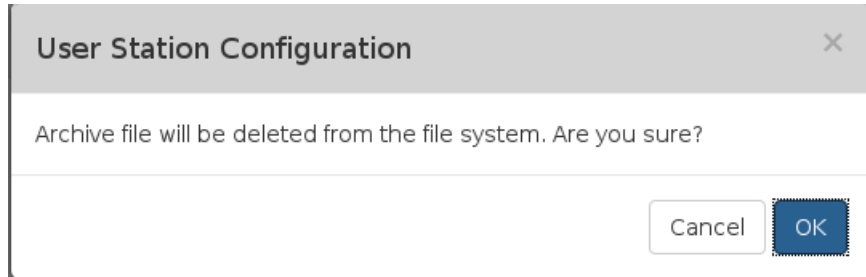 User Station Configuration ×
Archive file will be deleted from the file system. Are you sure?
Cancel OK